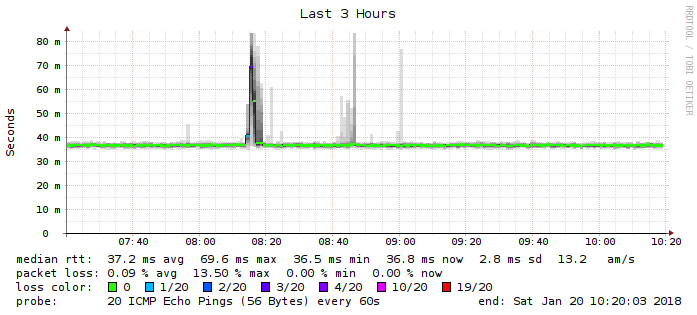 Last 3 Hours
RRDTOOL / TOBI OETIKER
Seconds
80 m
70 m
60 m
50 m
40 m
30 m
20 m
10 m
0
07:40 08:00 08:20 08:40 09:00 09:20 09:40 10:00 10:20
median rtt: 37.2 ms avg 69.6 ms max 36.5 ms min 36.8 ms now 2.8 ms sd 13.2 am/s
packet loss: 0.09 % avg 13.50 % max 0.00 % min 0.00 % now
loss color: 0 1/20 2/20 3/20 4/20 10/20 19/20
probe: 20 ICMP Echo Pings (56 Bytes) every 60s end: Sat Jan 20 10:20:03 2018